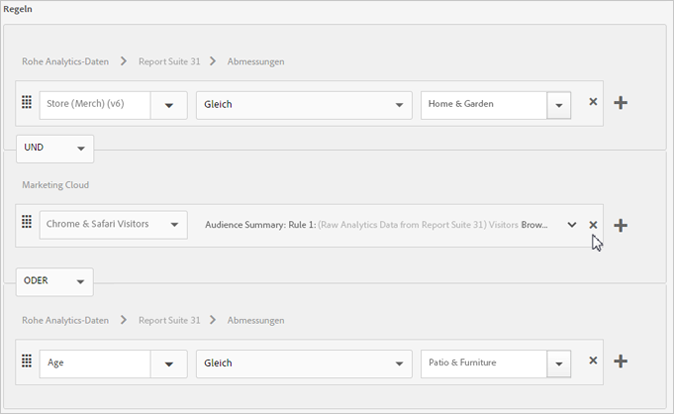 Regeln
Rohe Analytics-Daten > Report Suite 31 > Abmessungen
Store (Merch) (v6) Gleich Home & Garden
UND
Marketing Cloud
Chrome & Safari Visitors Audience Summary: Rule 1: (Raw Analytics Data from Report Suite 31) Visitors Brow...
ODER
Rohe Analytics-Daten > Report Suite 31 > Abmessungen
Age Gleich Patio & Furniture